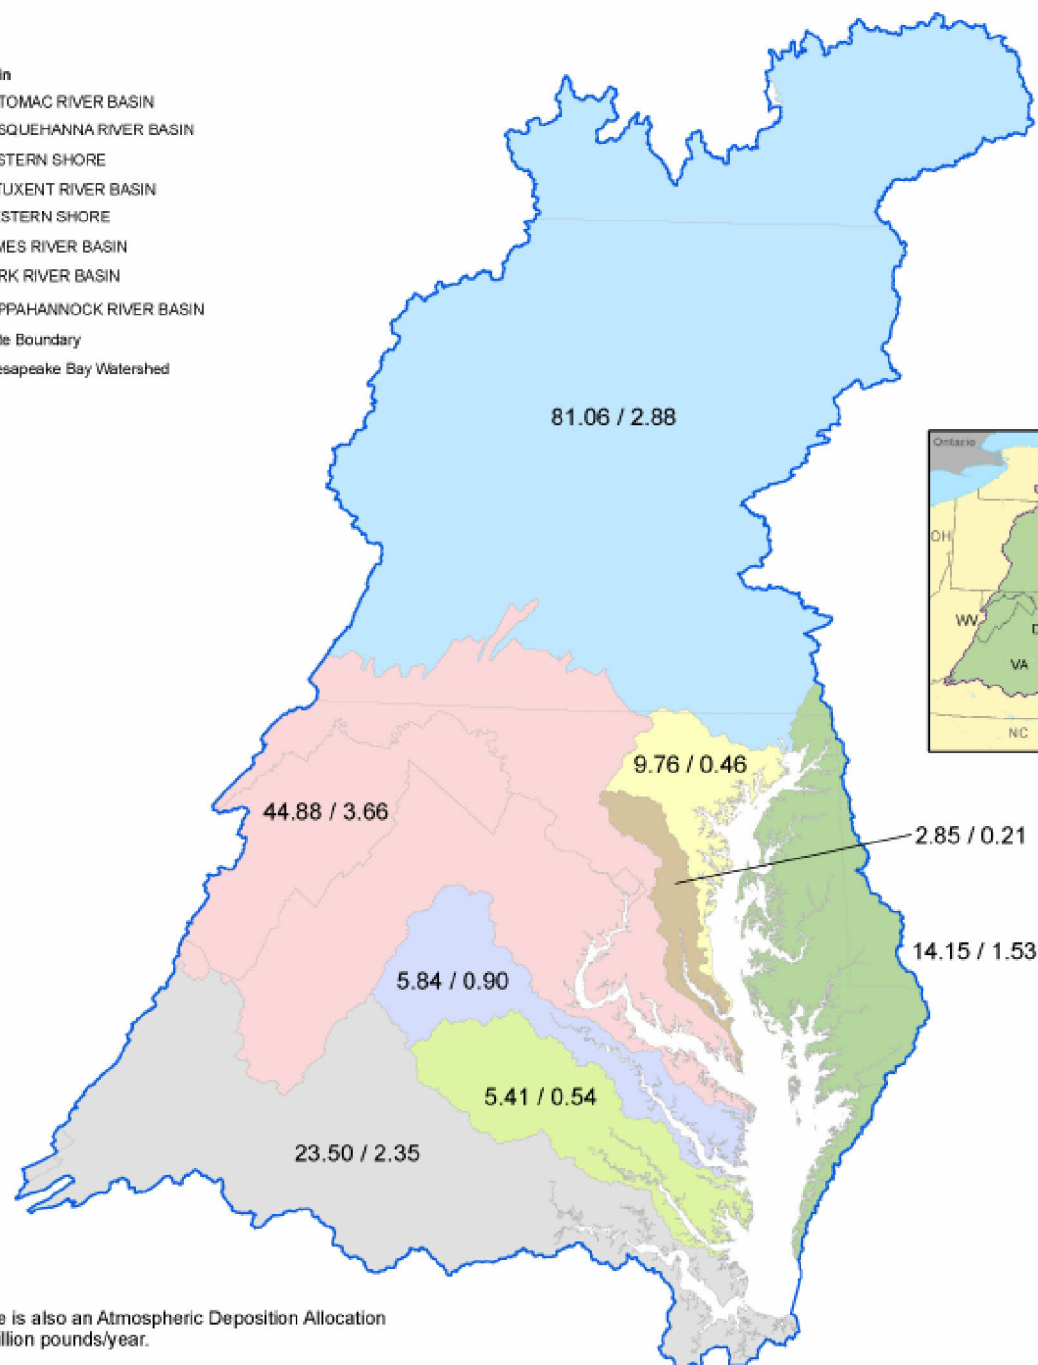 in
TOMAC RIVER BASIN
SQUEHANNA RIVER BASIN
STERN SHORE
TUXENT RIVER BASIN
ESTERN SHORE
MES RIVER BASIN
RK RIVER BASIN
PPAHANNOCK RIVER BASIN
te Boundary
esapeake Bay Watershed
81.06 / 2.88
Ontario
OH
WV
VA
NC
9.76 / 0.46
44.88 / 3.66
2.85 / 0.21
14.15 / 1.53
5.84 / 0.90
5.41 / 0.54
23.50 / 2.35
e is also an Atmospheric Deposition Allocation
illion pounds/year.